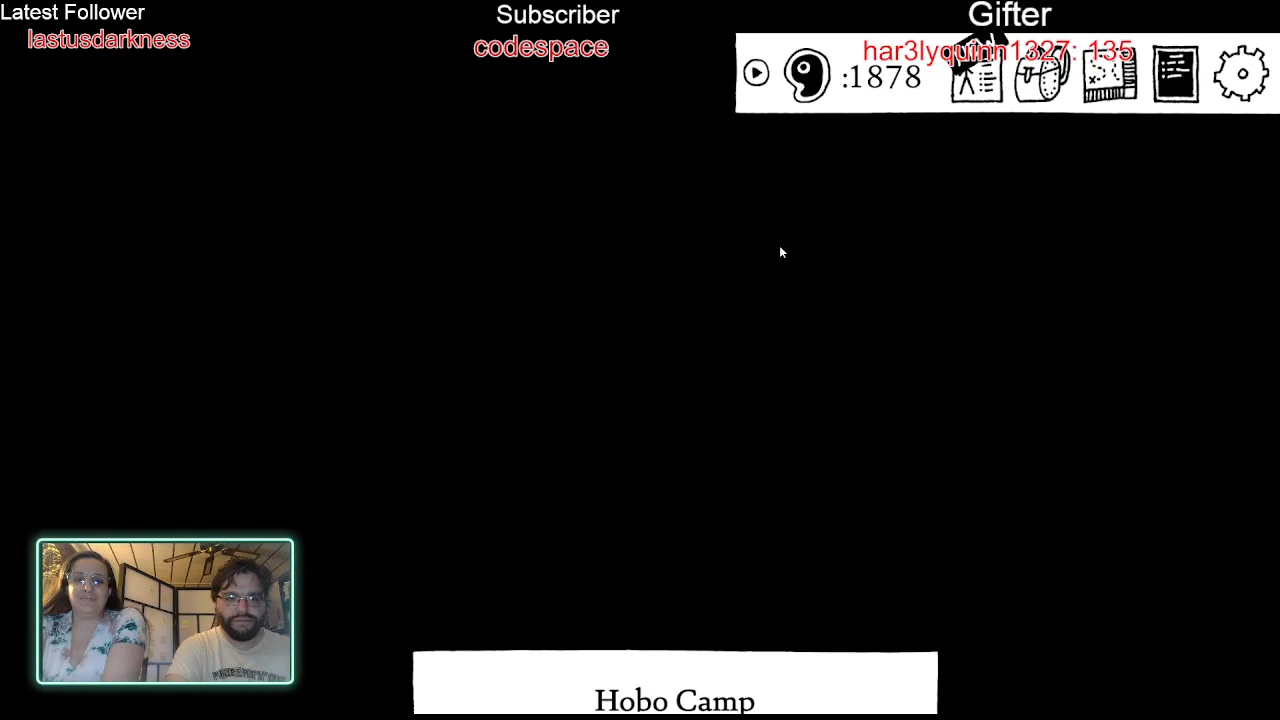 Latest Follower
lastusdarkness
Subscriber
codespace
Gifter
har3lyquinn1327: 135
:1878
Hobo Camp